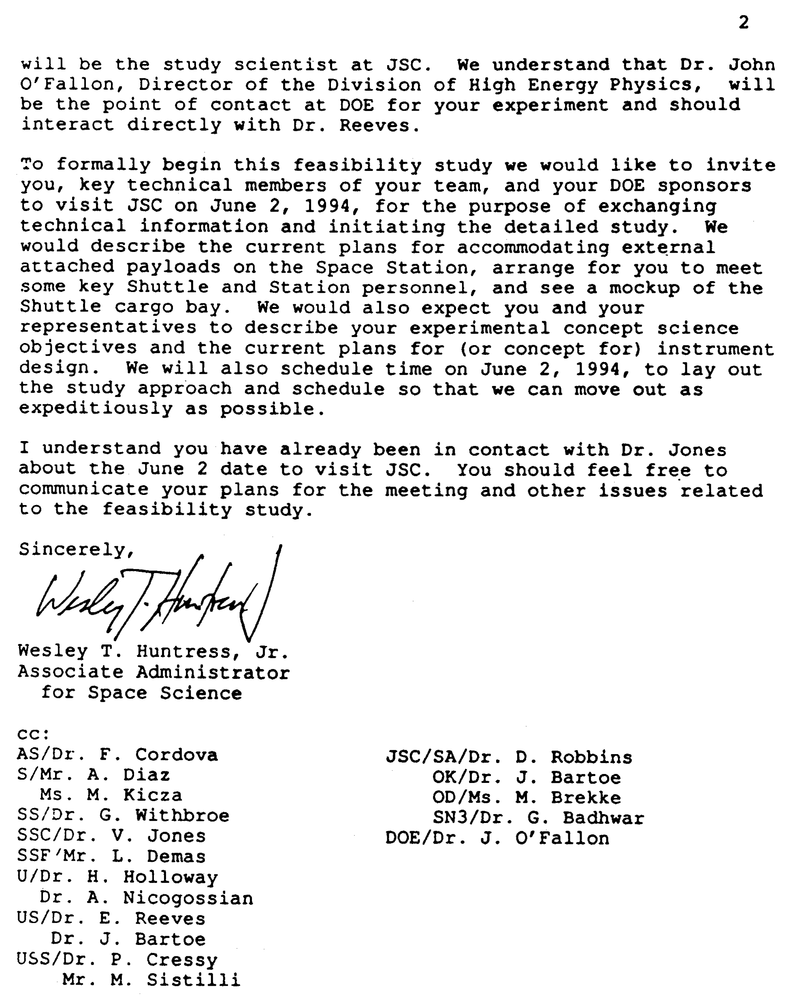 2
will be the study scientist at JSC. We understand that Dr. John
O'Fallon, Director of the Division of High Energy Physics, will
be the point of contact at DOE for your experiment and should
interact directly with Dr. Reeves.
To formally begin this feasibility study we would like to invite
you, key technical members of your team, and your DOE sponsors
to visit JSC on June 2, 1994, for the purpose of exchanging
technical information and initiating the detailed study. We
would describe the current plans for accommodating external
attached payloads on the Space Station, arrange for you to meet
some key Shuttle and Station personnel, and see a mockup of the
Shuttle cargo bay. We would also expect you and your
representatives to describe your experimental concept science
objectives and the current plans for (or concept for) instrument
design. We will also schedule time on June 2, 1994, to lay out
the study approach and schedule so that we can move out as
expeditiously as possible.
I understand you have already been in contact with Dr. Jones
about the June 2 date to visit JSC. You should feel free to
communicate your plans for the meeting and other issues related
to the feasibility study.
Sincerely,
Wesley T. Huntress
Wesley T. Huntress, Jr.
Associate Administrator
for Space Science
cc:
AS/Dr. F. Cordova
S/Mr. A. Diaz
Ms. M. Kicza
SS/Dr. G. Withbroe
SSC/Dr. V. Jones
SSF/Mr. L. Demas
U/Dr. H. Holloway
Dr. A. Nicogossian
US/Dr. E. Reeves
Dr. J. Bartoe
USS/Dr. P. Cressy
Mr. M. Sistilli
JSC/SA/Dr. D. Robbins
OK/Dr. J. Bartoe
OD/Ms. M. Brekke
SN3/Dr. G. Badhwar
DOE/Dr. J. O'Fallon